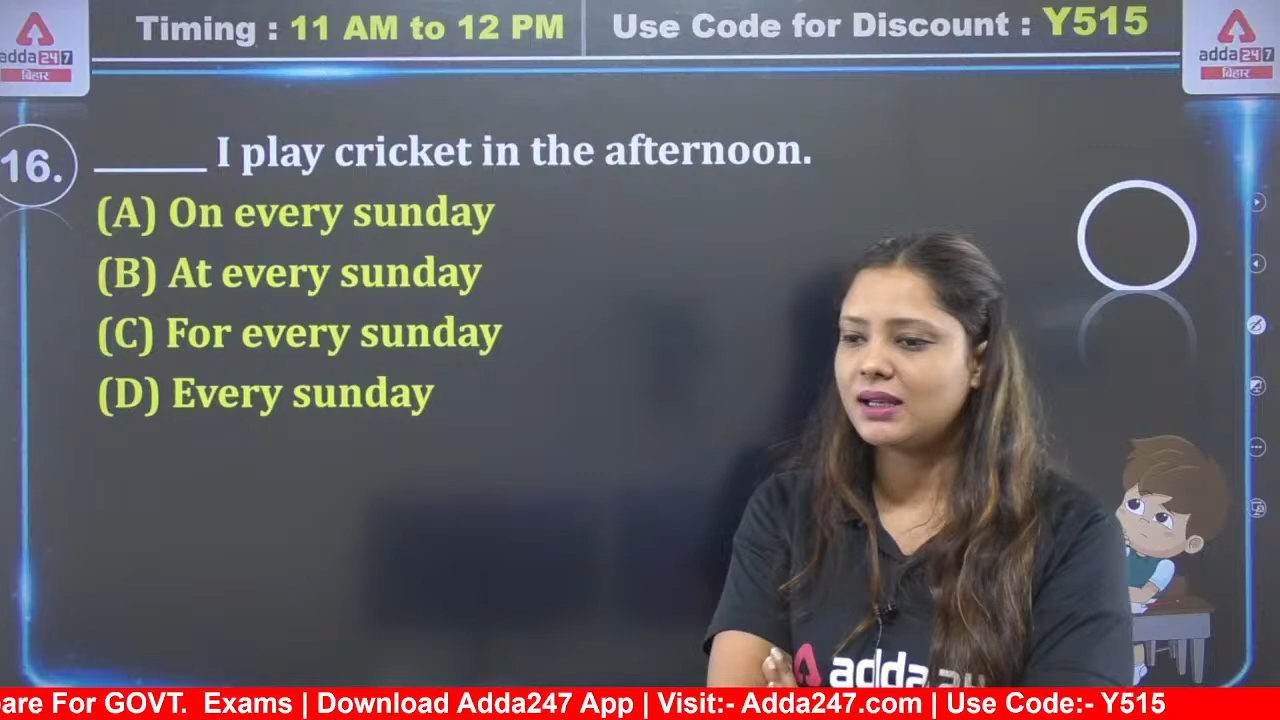 Timing : 11 AM to 12 PM
Use Code for Discount : Y515
adda247
बिहार
adda247
बिहार
16. ______ I play cricket in the afternoon.
(A) On every sunday
(B) At every sunday
(C) For every sunday
(D) Every sunday
adda
pare For GOVT. Exams | Download Adda247 App | Visit:- Adda247.com | Use Code:- Y515